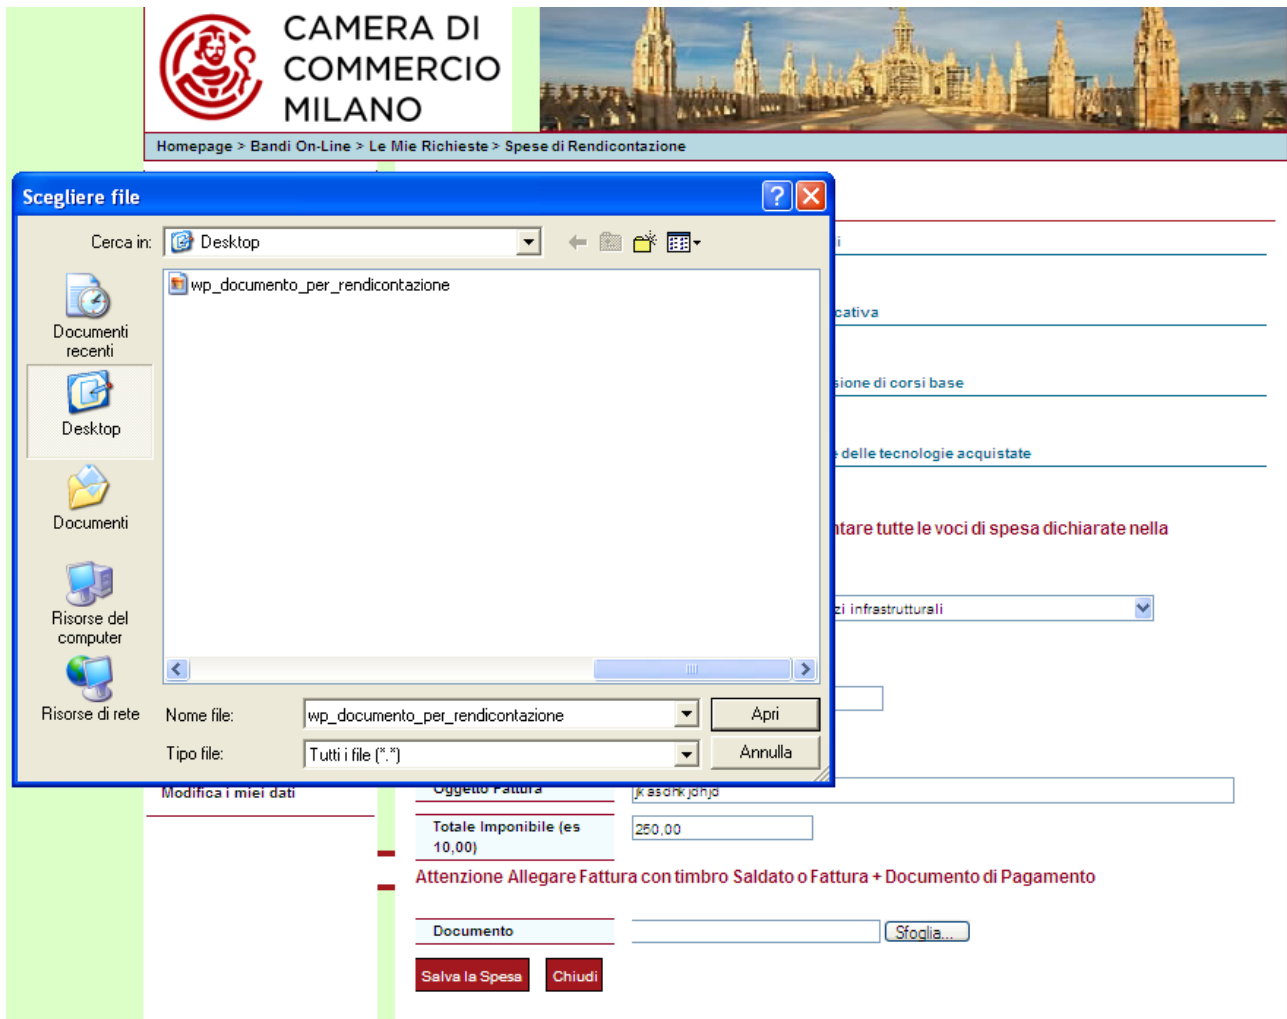 CAMERA DI
COMMERCIO
MILANO
Homepage > Bandi On-Line > Le Mie Richieste > Spese di Rendicontazione
Scegliere file
Cerca in:
Desktop
wp_documento_per_rendicontazione
Documenti
recenti
Desktop
Documenti
Risorse del
computer
Risorse di rete
Nome file:
wp_documento_per_rendicontazione
Apri
Tipo file:
Tutti i file (*.*)
Annulla
i
cativa
sione di corsi base
delle tecnologie acquistate
ntare tutte le voci di spesa dichiarate nella
zi infrastrutturali
Modifica i miei dati
Oggetto Fattura
Totale Imponibile (es
10,00)
250,00
Attenzione Allegare Fattura con timbro Saldato o Fattura + Documento di Pagamento
Documento
Sfoglia...
Salva la Spesa
Chiudi